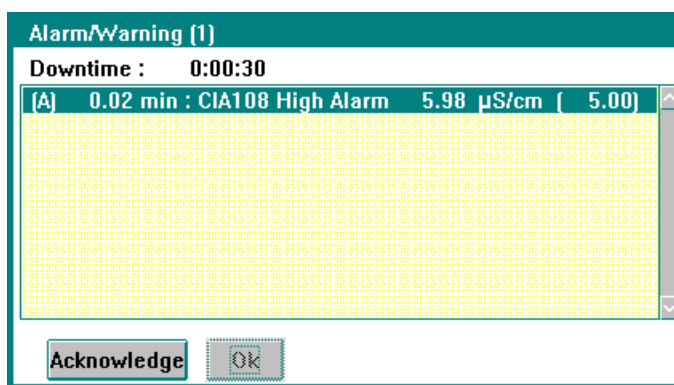 Alarm/Warning (1)
Downtime : 0:00:30
(A) 0.02 min : CIA108 High Alarm 5.98 µS/cm ( 5.00)
Acknowledge Ok